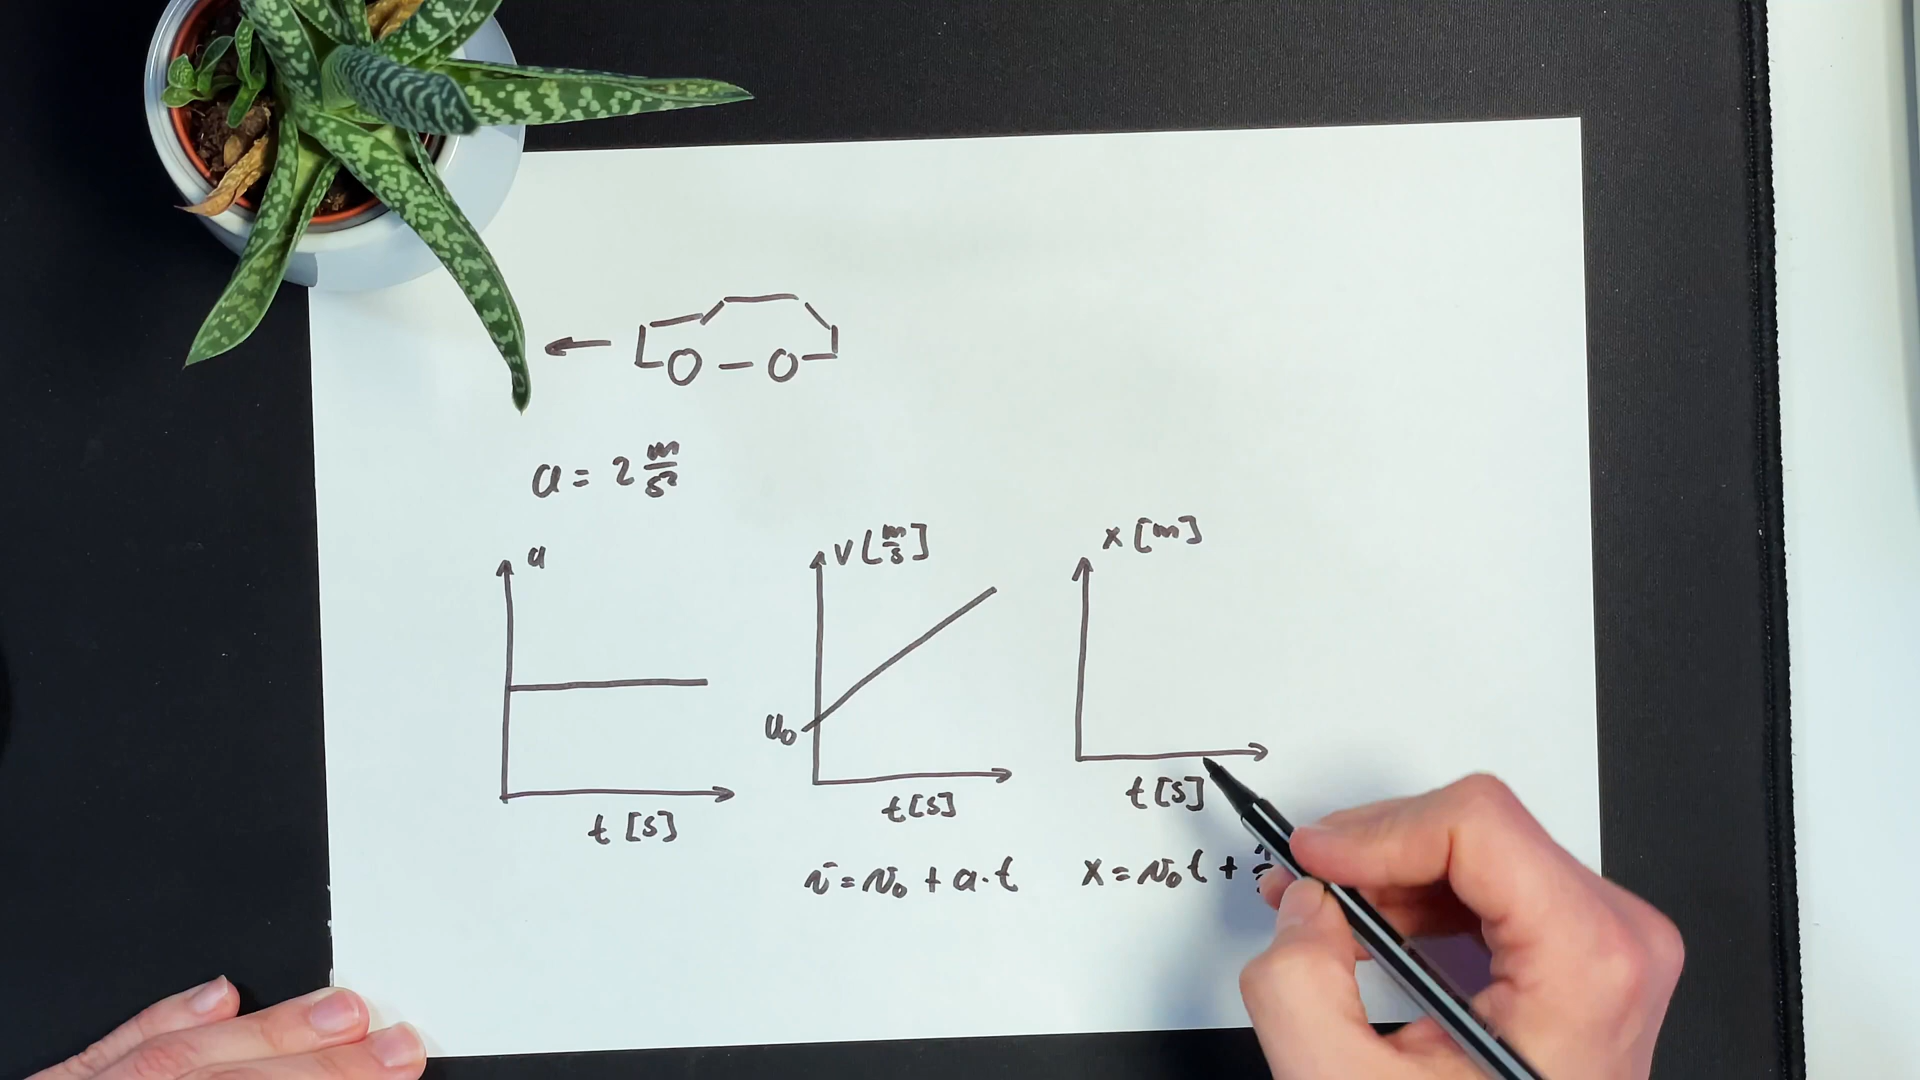 a = 2 m/s²
a
t [s]
v [m/s]
v₀
t [s]
v = v₀ + a · t
x [m]
t [s]
x = v₀ t +